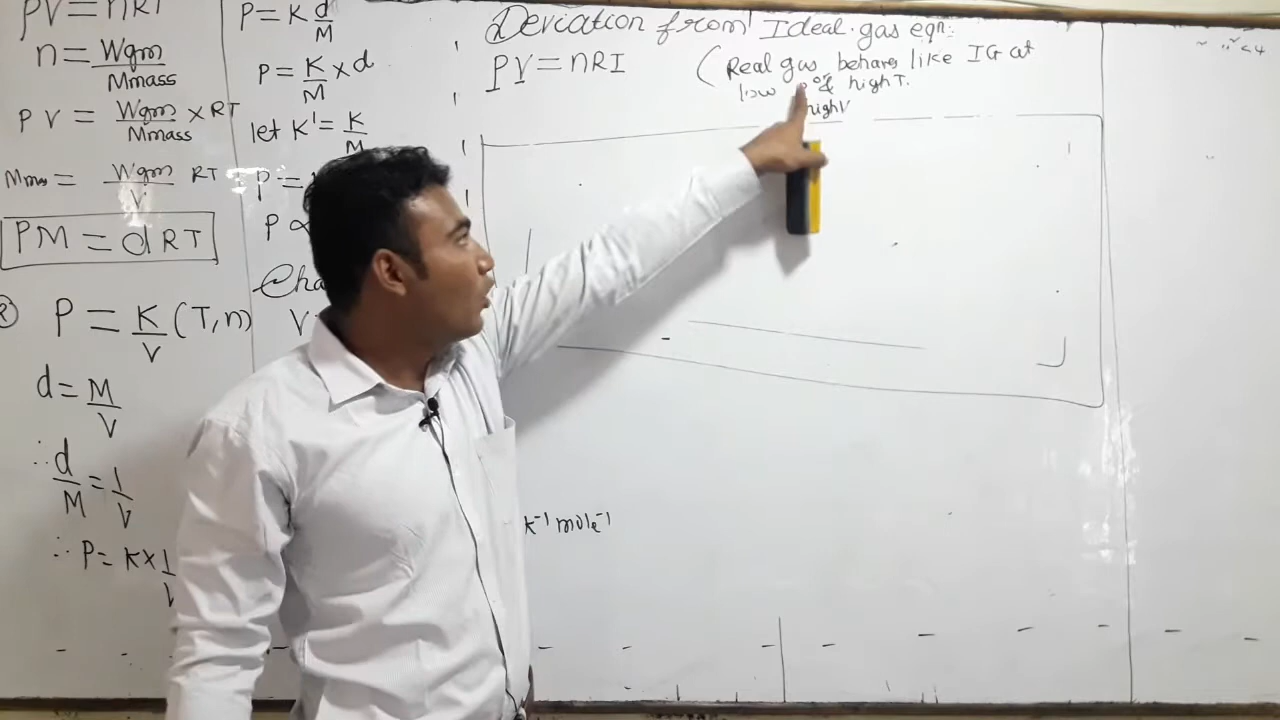 PV=nRT
n=Wgm/Mmass
PV = Wgm/Mmass × RT
Mmass = Wgm/V RT
PM = dRT
P = K/V (T,n)
d=M/V
∴ d/M = 1/V
∴ P = K × 1/V
P=K d/M
P=K/M × d
let K' = K/M
P =
P ∝
Cha
V
Deviation from Ideal gas eqn:
PV=nRT
(Real gas behaves like IG at
low P & high T.
high V
K⁻¹ mole⁻¹